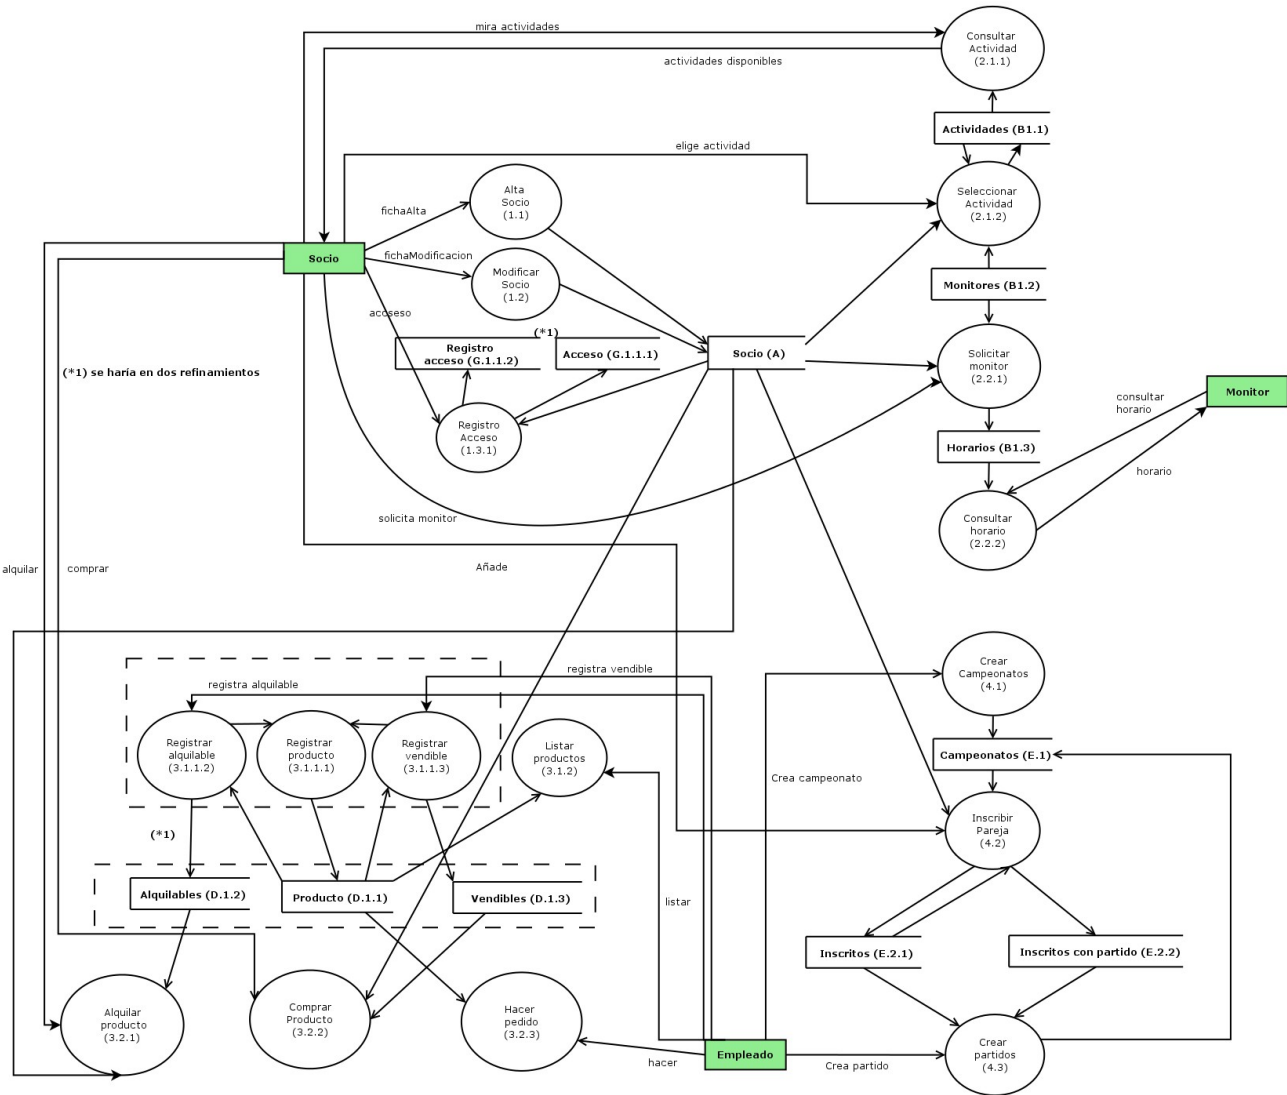 mira actividades
actividades disponibles
Consultar
Actividad
(2.1.1)
Actividades (B1.1)
elige actividad
Alta
Socio
(1.1)
Seleccionar
Actividad
(2.1.2)
fichaAlta
Socio
fichaModificacion
Modificar
Socio
(1.2)
Monitores (B1.2)
accseso
(*1)
Registro
acceso (G.1.1.2)
Acceso (G.1.1.1)
Socio (A)
Solicitar
monitor
(2.2.1)
(*1) se haría en dos refinamientos
Monitor
consultar
horario
Registro
Acceso
(1.3.1)
Horarios (B1.3)
horario
solicita monitor
Consultar
horario
(2.2.2)
alquilar
comprar
Añade
registra vendible
registra alquilable
Crear
Campeonatos
(4.1)
Registrar
alquilable
(3.1.1.2)
Registrar
producto
(3.1.1.1)
Registrar
vendible
(3.1.1.3)
Listar
productos
(3.1.2)
Campeonatos (E.1)
Crea campeonato
(*1)
Inscribir
Pareja
(4.2)
Alquilables (D.1.2)
Producto (D.1.1)
Vendibles (D.1.3)
listar
Inscritos (E.2.1)
Inscritos con partido (E.2.2)
Alquilar
producto
(3.2.1)
Comprar
Producto
(3.2.2)
Hacer
pedido
(3.2.3)
hacer
Empleado
Crea partido
Crear
partidos
(4.3)